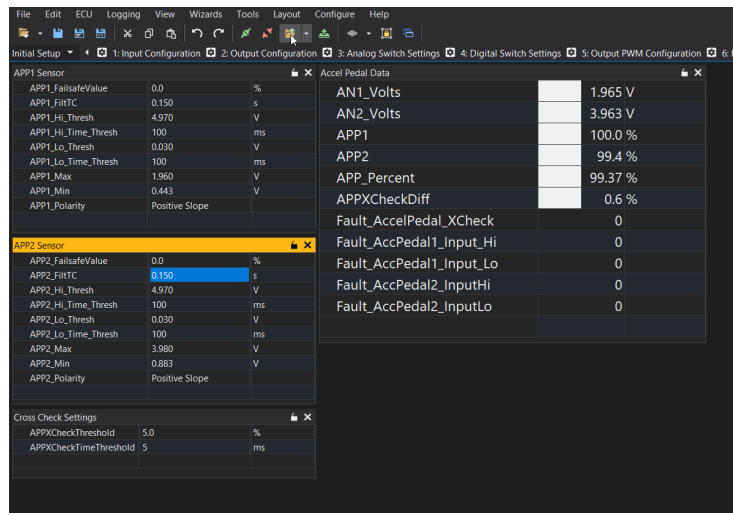 File Edit ECU Logging View Wizards Tools Layout Configure Help
Initial Setup 1: Input Configuration 2: Output Configuration 3: Analog Switch Settings 4: Digital Switch Settings 5: Output PWM Configuration 6:
APP1 Sensor
APP1_FailsafeValue 0.0 %
APP1_FiltTC 0.150 s
APP1_Hi_Thresh 4.970 V
APP1_Hi_Time_Thresh 100 ms
APP1_Lo_Thresh 0.030 V
APP1_Lo_Time_Thresh 100 ms
APP1_Max 1.960 V
APP1_Min 0.443 V
APP1_Polarity Positive Slope
APP2 Sensor
APP2_FailsafeValue 0.0 %
APP2_FiltTC 0.150 s
APP2_Hi_Thresh 4.970 V
APP2_Hi_Time_Thresh 100 ms
APP2_Lo_Thresh 0.030 V
APP2_Lo_Time_Thresh 100 ms
APP2_Max 3.980 V
APP2_Min 0.883 V
APP2_Polarity Positive Slope
Cross Check Settings
APPXCheckThreshold 5.0 %
APPXCheckTimeThreshold 5 ms
Accel Pedal Data
AN1_Volts 1.965 V
AN2_Volts 3.963 V
APP1 100.0 %
APP2 99.4 %
APP_Percent 99.37 %
APPXCheckDiff 0.6 %
Fault_AccelPedal_XCheck 0
Fault_AccPedal1_Input_Hi 0
Fault_AccPedal1_Input_Lo 0
Fault_AccPedal2_InputHi 0
Fault_AccPedal2_InputLo 0